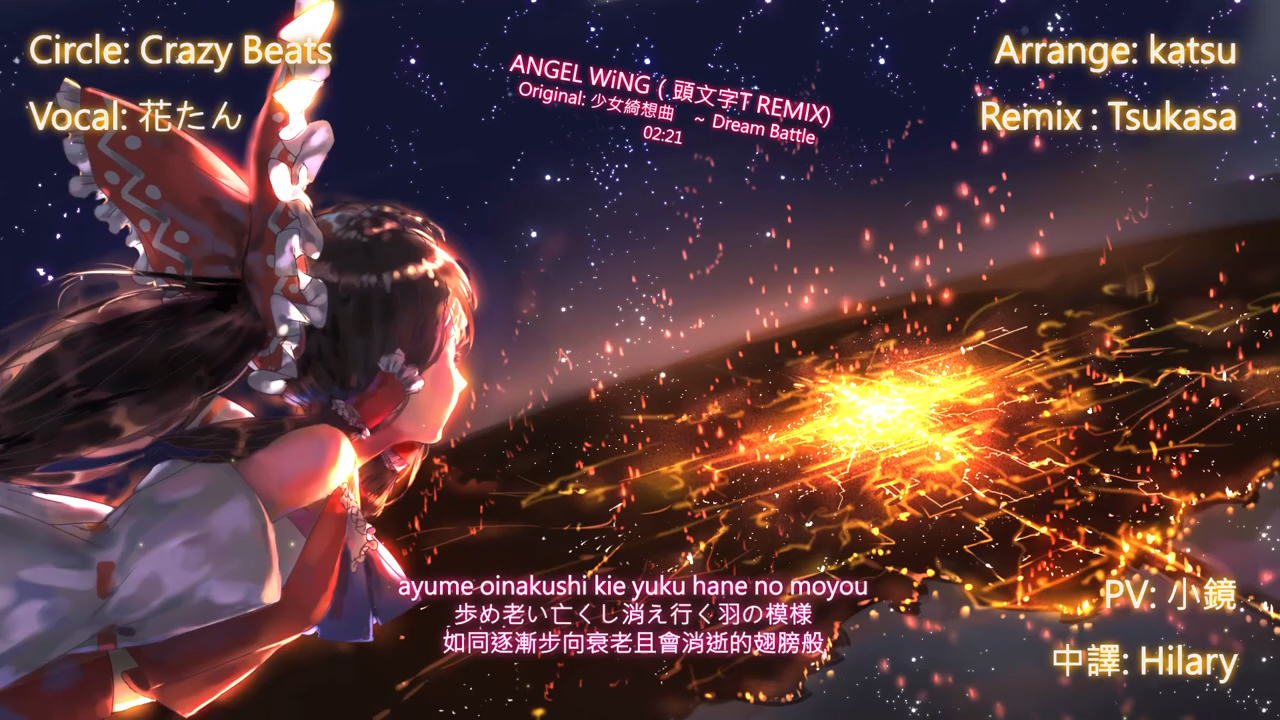 Circle: Crazy Beats
Vocal: 花たん
ANGEL WiNG ( 頭文字T REMIX)
Original: 少女綺想曲 ~ Dream Battle
02:21
Arrange: katsu
Remix : Tsukasa
ayume oinakushi kie yuku hane no moyou
歩め老い亡くし消え行く羽の模様
如同逐漸步向衰老且會消逝的翅膀般
PV: 小鏡
中譯: Hilary